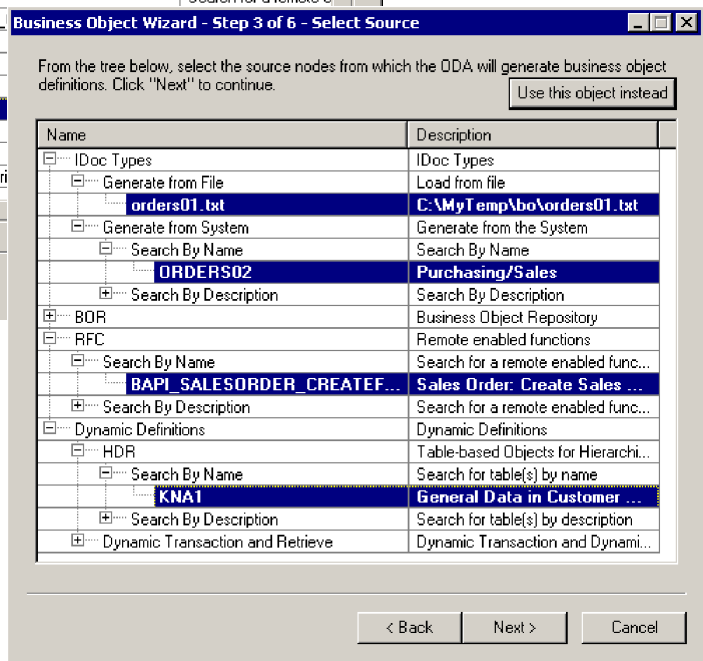 Business Object Wizard - Step 3 of 6 - Select Source
From the tree below, select the source nodes from which the ODA will generate business object
definitions. Click "Next" to continue.
Use this object instead
Name Description
IDoc Types IDoc Types
Generate from File Load from file
orders01.txt C:\MyTemp\bo\orders01.txt
Generate from System Generate from the System
Search By Name Search By Name
ORDERS02 Purchasing/Sales
Search By Description Search By Description
BOR Business Object Repository
RFC Remote enabled functions
Search By Name Search for a remote enabled func...
BAPI_SALESORDER_CREATEF... Sales Order: Create Sales ...
Search By Description Search for a remote enabled func...
Dynamic Definitions Dynamic Definitions
HDR Table-based Objects for Hierarchi...
Search By Name Search for table(s) by name
KNA1 General Data in Customer ...
Search By Description Search for table(s) by description
Dynamic Transaction and Retrieve Dynamic Transaction and Dynami...
< Back Next > Cancel